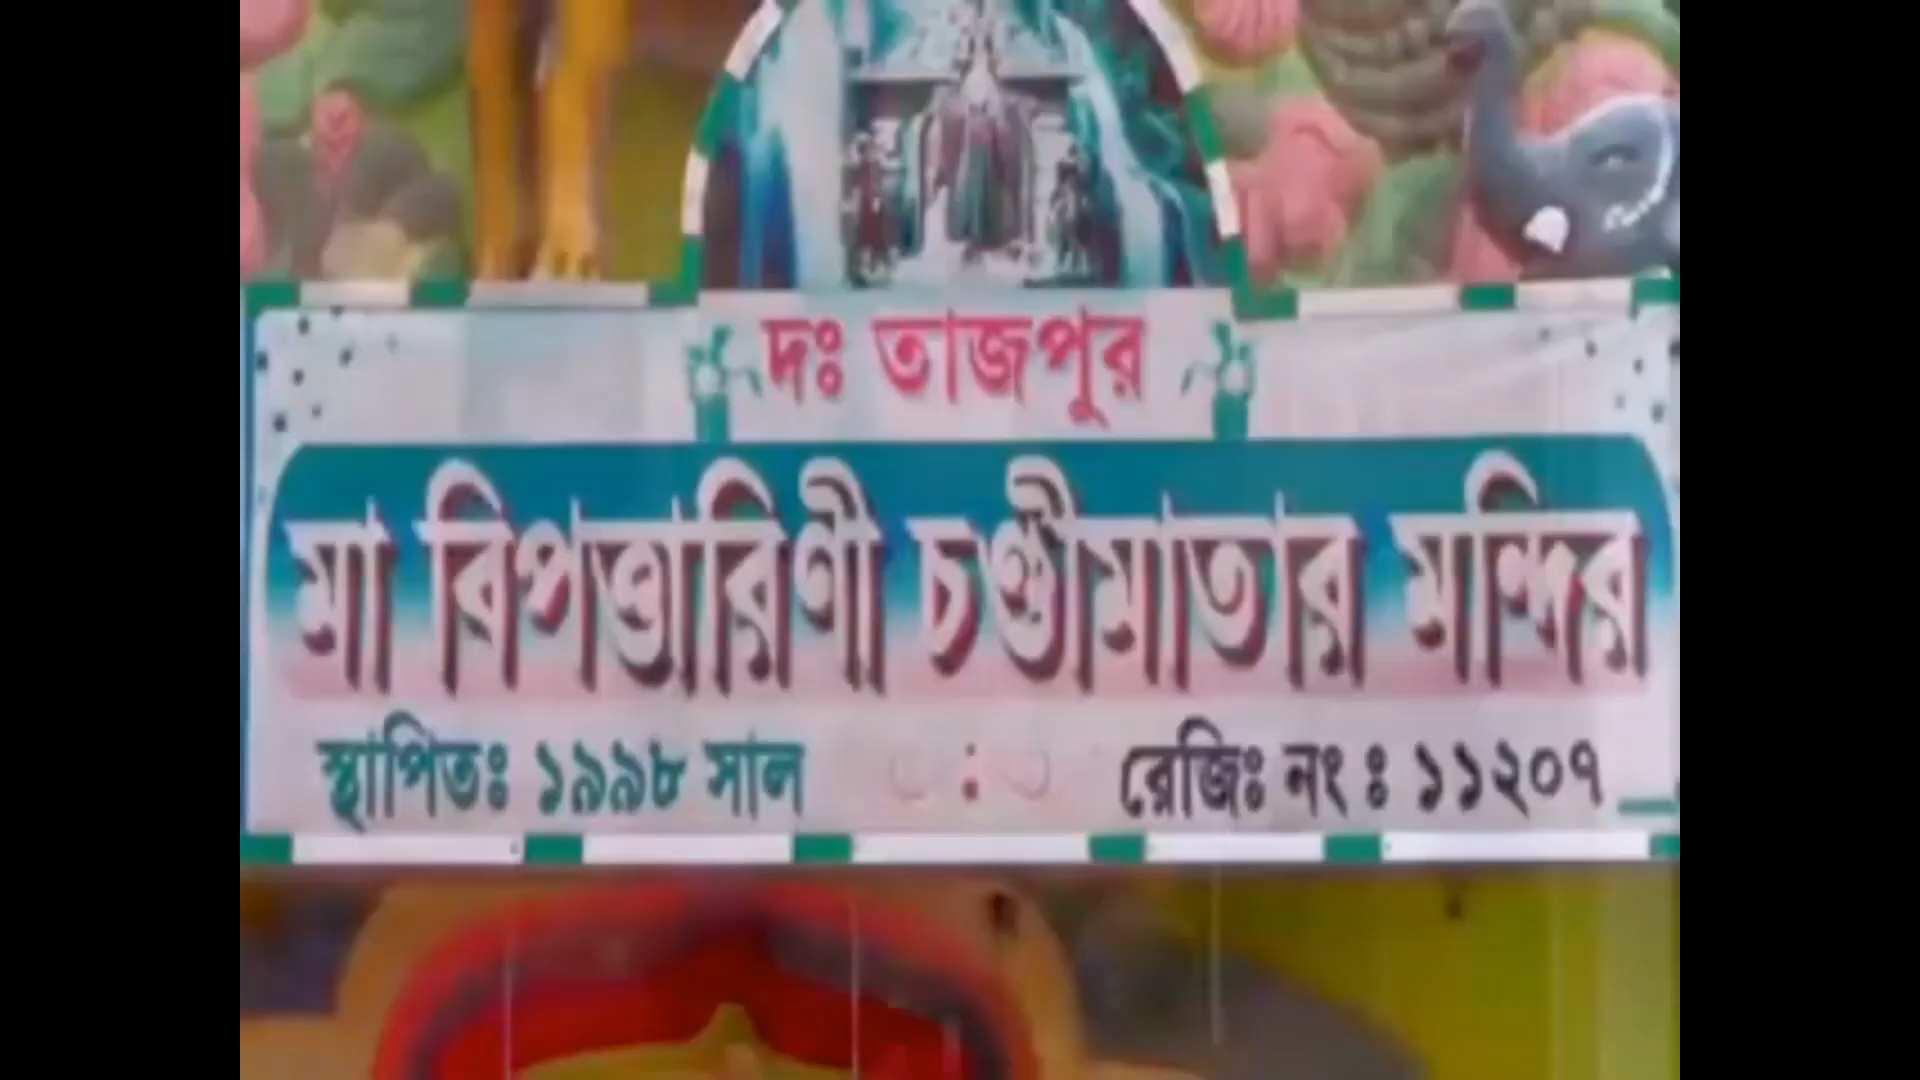 দঃ তাজপুর
মা বিপত্তারিণী চণ্ডীমাতার মন্দির
স্থাপিতঃ ১৯৯৮ সাল : রেজিঃ নং ঃ ১১২০৭